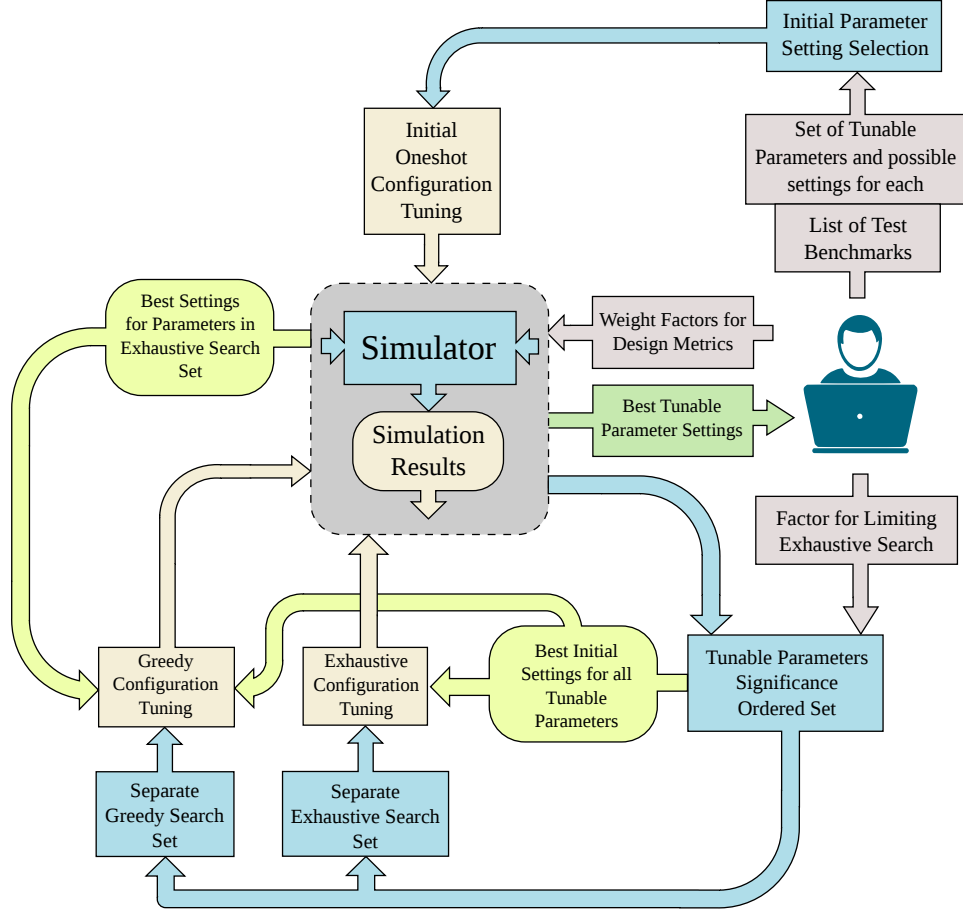 Initial Parameter
Setting Selection
Initial
Oneshot
Configuration
Tuning
Set of Tunable
Parameters and possible
settings for each
List of Test
Benchmarks
Best Settings
for Parameters in
Exhaustive Search
Set
Simulator
Weight Factors for
Design Metrics
Best Tunable
Parameter Settings
Simulation
Results
Factor for Limiting
Exhaustive Search
Greedy
Configuration
Tuning
Exhaustive
Configuration
Tuning
Best Initial
Settings for all
Tunable
Parameters
Tunable Parameters
Significance
Ordered Set
Separate
Greedy Search
Set
Separate
Exhaustive Search
Set